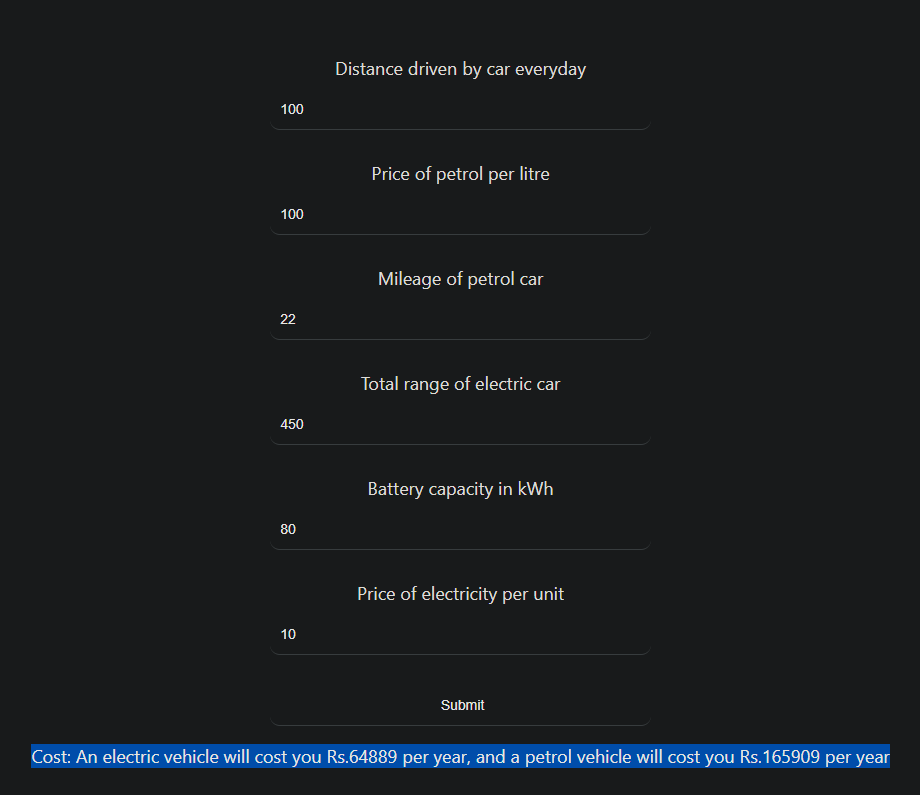 Distance driven by car everyday
100
Price of petrol per litre
100
Mileage of petrol car
22
Total range of electric car
450
Battery capacity in kWh
80
Price of electricity per unit
10
Submit
Cost: An electric vehicle will cost you Rs.64889 per year, and a petrol vehicle will cost you Rs.165909 per year